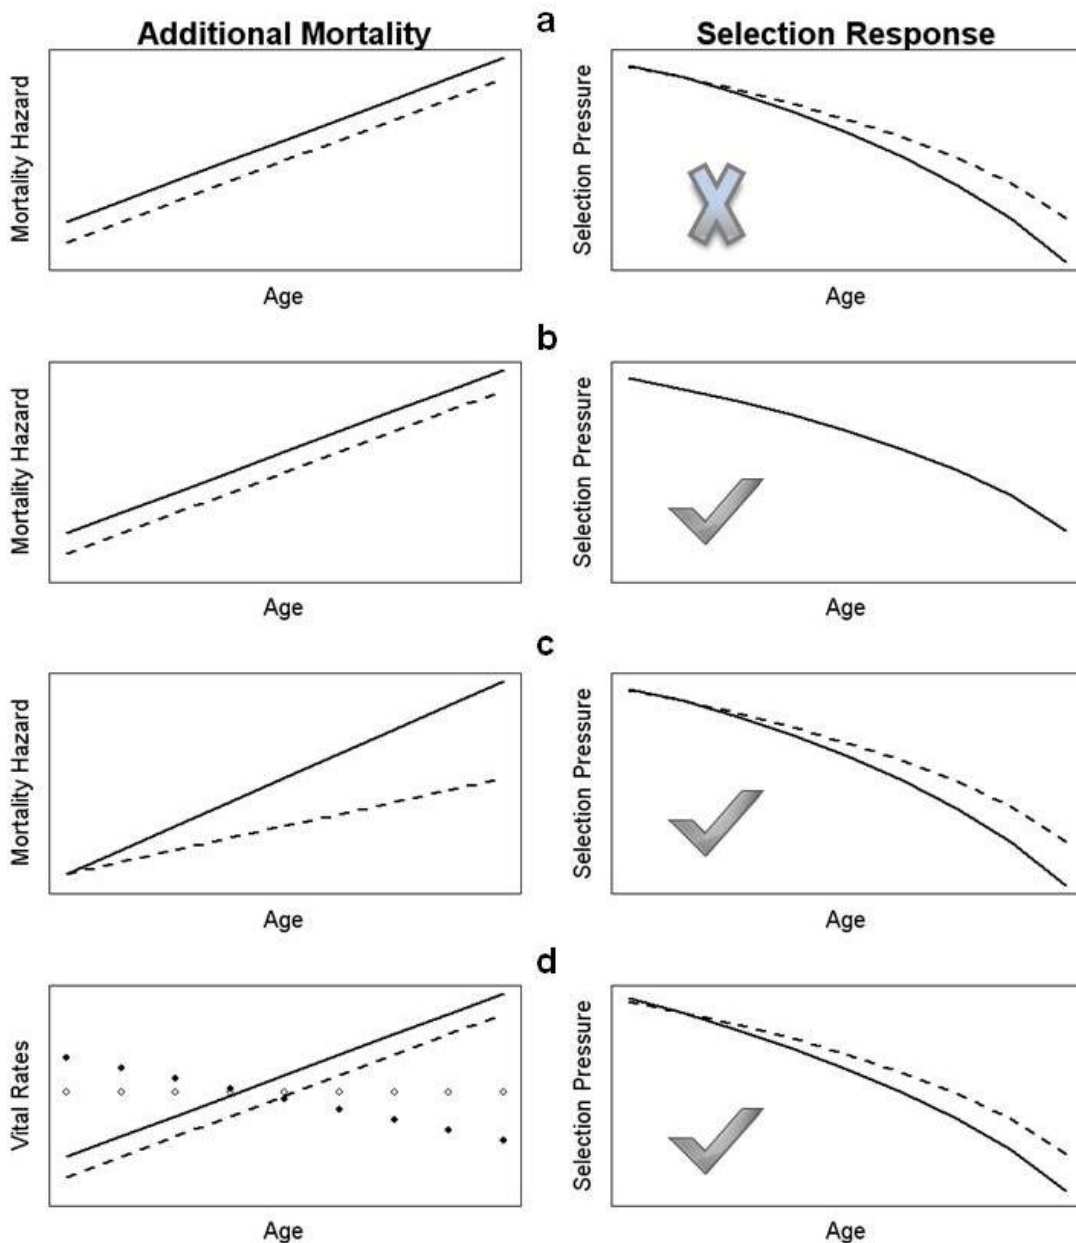 a
Additional Mortality
Selection Response
Mortality Hazard
Age
Selection Pressure
Age
b
Mortality Hazard
Age
Selection Pressure
Age
c
Mortality Hazard
Age
Selection Pressure
Age
d
Vital Rates
Age
Selection Pressure
Age